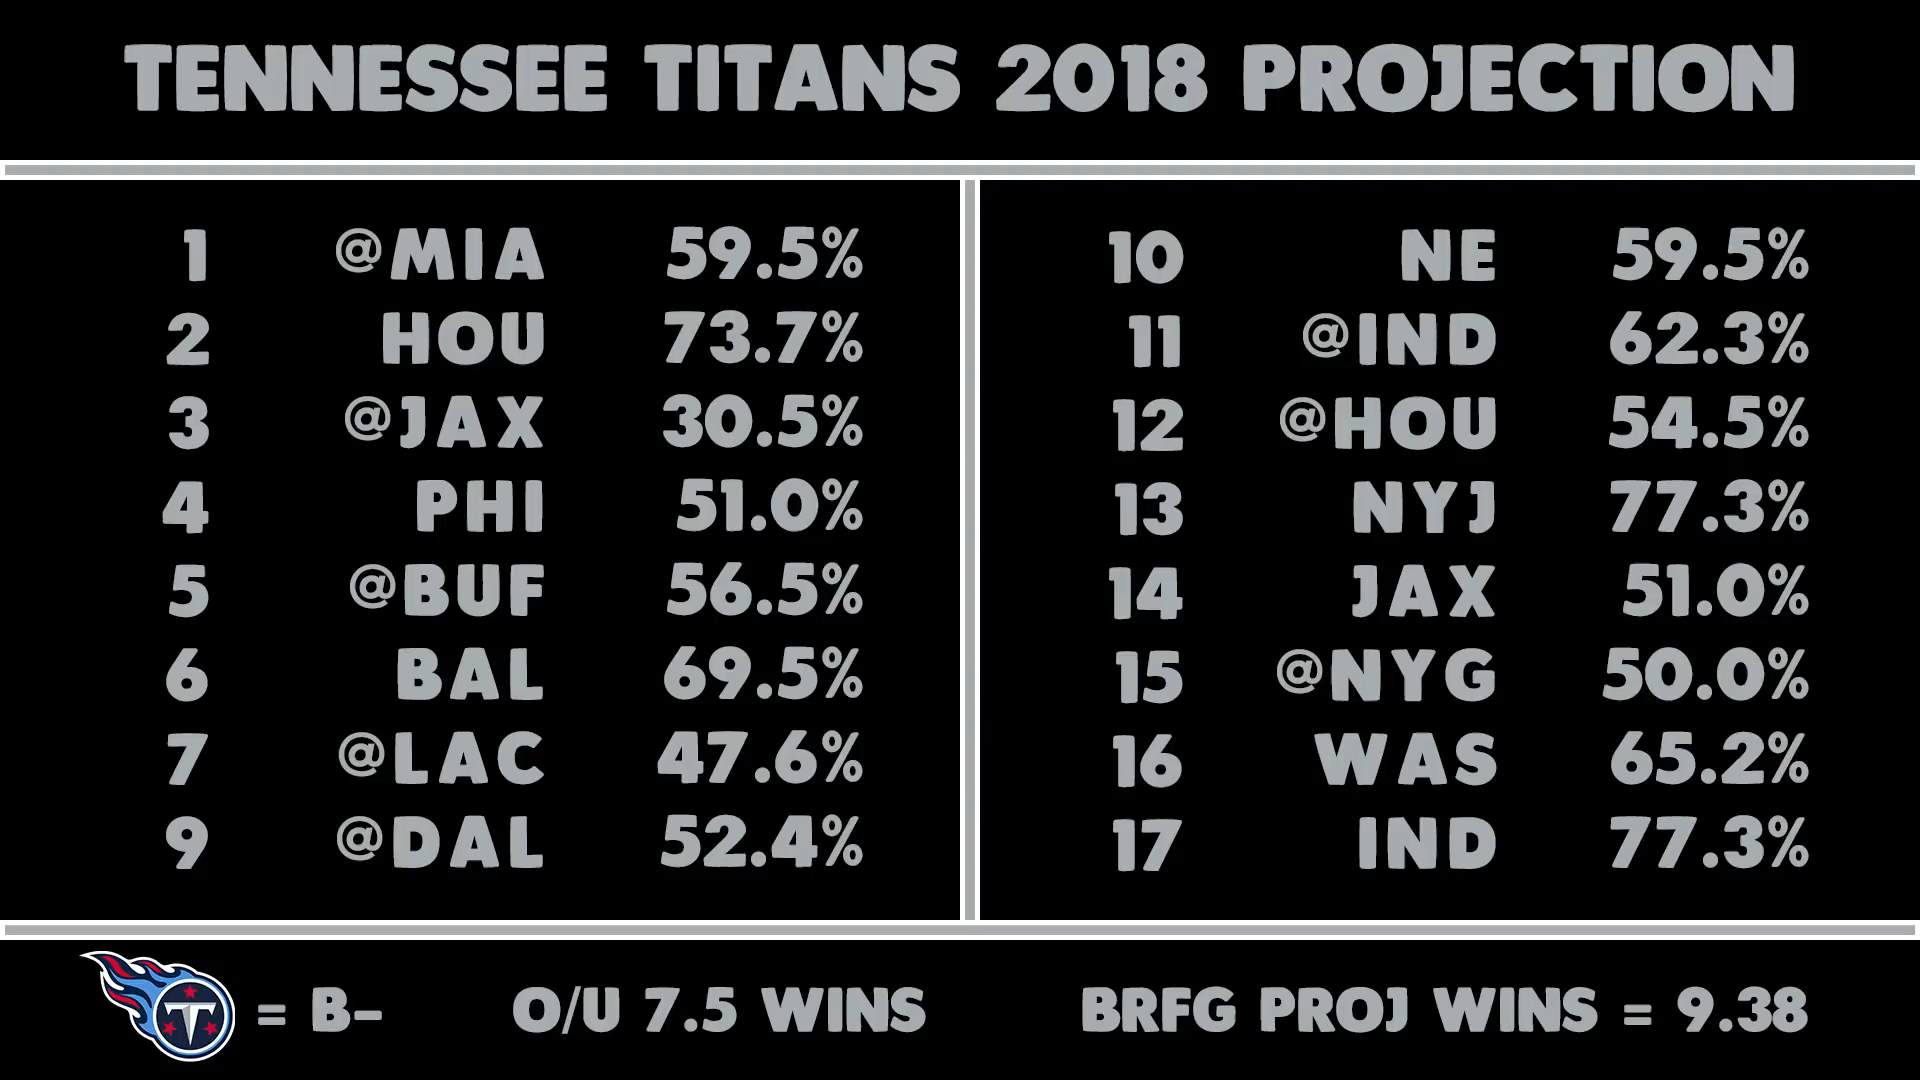 TENNESSEE TITANS 2018 PROJECTION
1 @MIA 59.5%
2 HOU 73.7%
3 @JAX 30.5%
4 PHI 51.0%
5 @BUF 56.5%
6 BAL 69.5%
7 @LAC 47.6%
9 @DAL 52.4%
10 NE 59.5%
11 @IND 62.3%
12 @HOU 54.5%
13 NYJ 77.3%
14 JAX 51.0%
15 @NYG 50.0%
16 WAS 65.2%
17 IND 77.3%
T = B- O/U 7.5 WINS BRFG PROJ WINS = 9.38